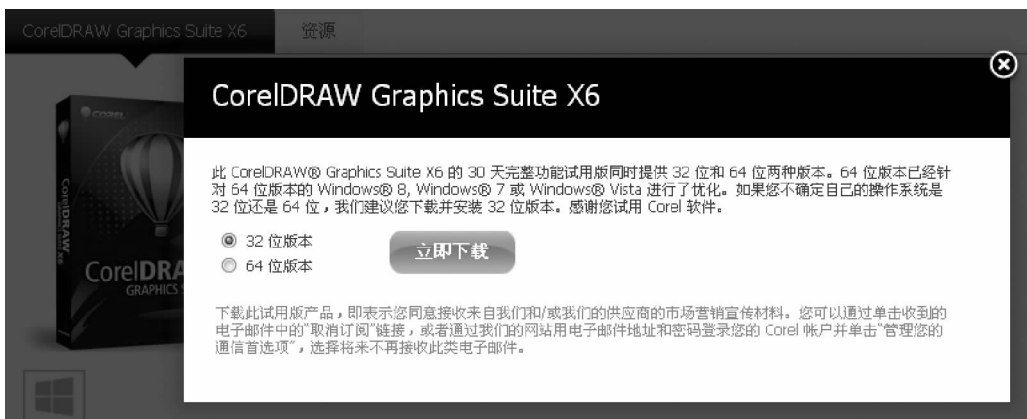 CorelDRAW Graphics Suite X6
资源
CorelDRAW Graphics Suite X6
COREL
此 CorelDRAW® Graphics Suite X6 的 30 天完整功能试用版同时提供 32 位和 64 位两种版本。64 位版本已经针
对 64 位版本的 Windows® 8, Windows® 7 或 Windows® Vista 进行了优化。如果您不确定自己的操作系统是
32 位还是 64 位，我们建议您下载并安装 32 位版本。感谢您试用 Corel 软件。
32 位版本
立即下载
64 位版本
CorelDRAW
CorelDRA
GRAPHICS
下载此试用版产品，即表示您同意接收来自我们和/或我们的供应商的市场营销宣传材料。您可以通过单击收到的
电子邮件中的“取消订阅”链接，或者通过我们的网站用电子邮件地址和密码登录您的 Corel 帐户并单击“管理您的
通信首选项”，选择将来不再接收此类电子邮件。